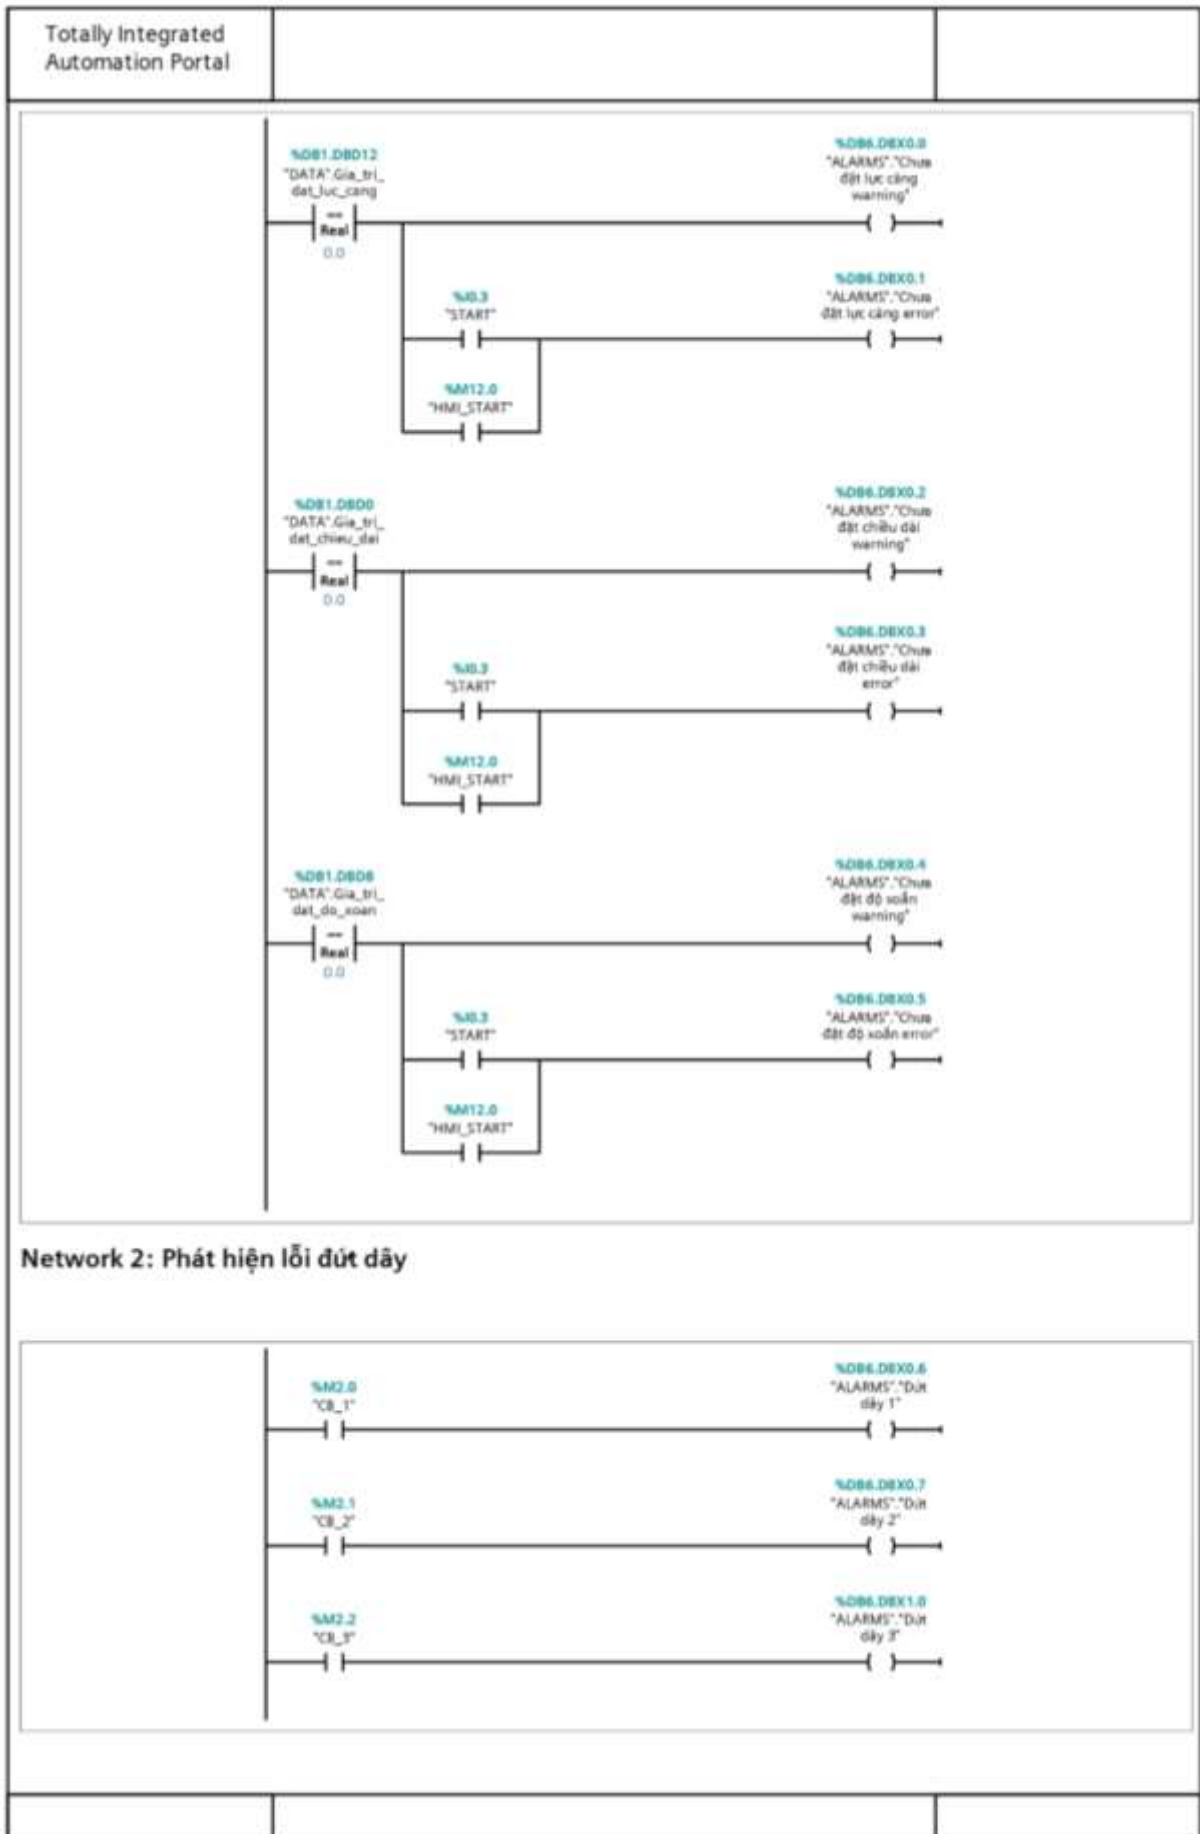 Totally Integrated
Automation Portal
%DB1.DBD12
"DATA".Gia_tri_
dat_luc_cang
==
Real
0.0
%DB6.DBX0.0
"ALARMS"."Chưa
đặt lực căng
warning"
%DB6.DBX0.1
"ALARMS"."Chưa
đặt lực căng error"
%I0.3
"START"
%M12.0
"HMI_START"
%DB1.DBD0
"DATA".Gia_tri_
dat_chieu_dai
==
Real
0.0
%DB6.DBX0.2
"ALARMS"."Chưa
đặt chiều dài
warning"
%DB6.DBX0.3
"ALARMS"."Chưa
đặt chiều dài
error"
%I0.3
"START"
%M12.0
"HMI_START"
%DB1.DBD8
"DATA".Gia_tri_
dat_do_xoan
==
Real
0.0
%DB6.DBX0.4
"ALARMS"."Chưa
đặt độ xoắn
warning"
%DB6.DBX0.5
"ALARMS"."Chưa
đặt độ xoắn error"
%I0.3
"START"
%M12.0
"HMI_START"
Network 2: Phát hiện lỗi đứt dây
%M2.0
"CB_1"
%DB6.DBX0.6
"ALARMS"."Đứt
dây 1"
%M2.1
"CB_2"
%DB6.DBX0.7
"ALARMS"."Đứt
dây 2"
%M2.2
"CB_3"
%DB6.DBX1.0
"ALARMS"."Đứt
dây 3"